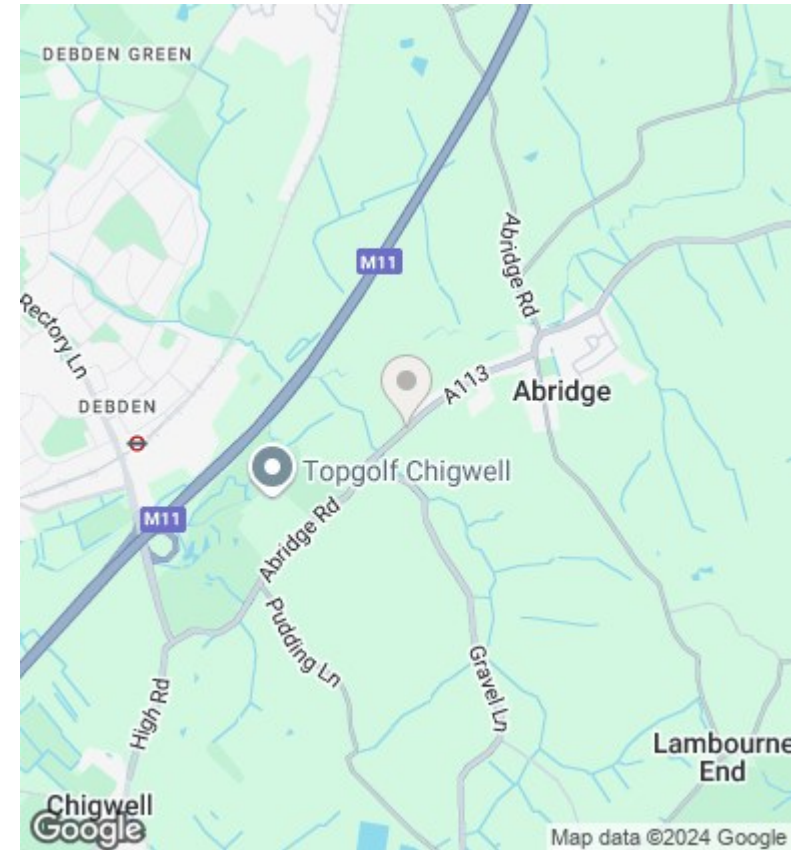 DEBDEN GREEN
M11
Abridge Rd
Rectory Ln
A113
Abridge
DEBDEN
Topgolf Chigwell
M11
Abridge Rd
Pudding Ln
Gravel Ln
High Rd
Lambourne
End
Chigwell
Google
Map data ©2024 Google